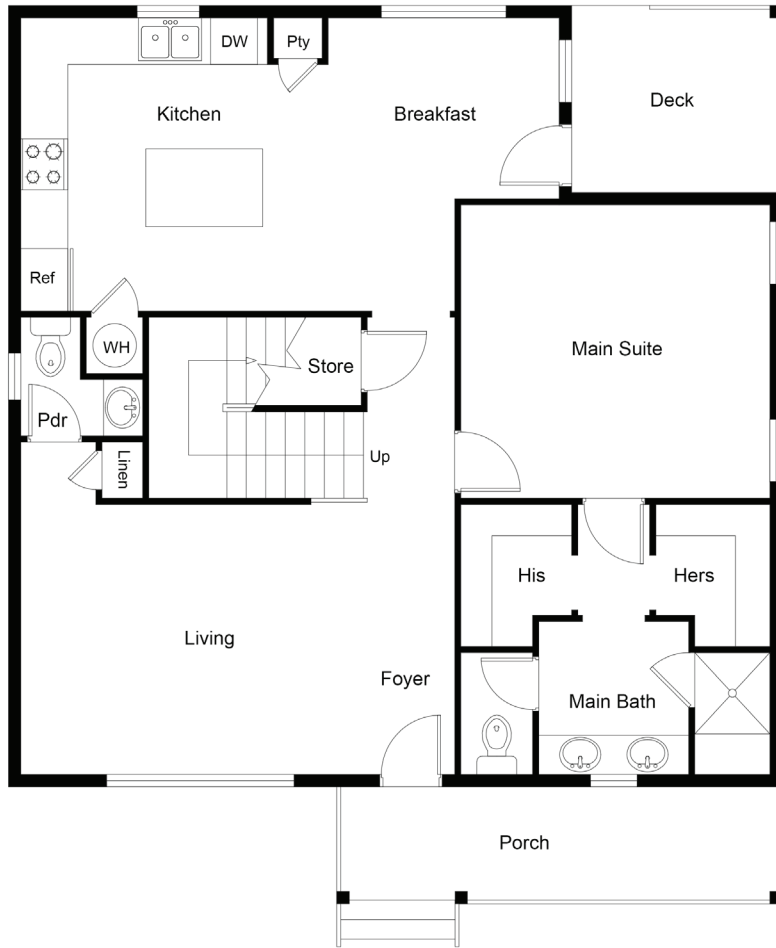 DW
Pty
Kitchen
Breakfast
Deck
Ref
WH
Store
Main Suite
Pdr
Linen
Up
His
Hers
Living
Foyer
Main Bath
Porch